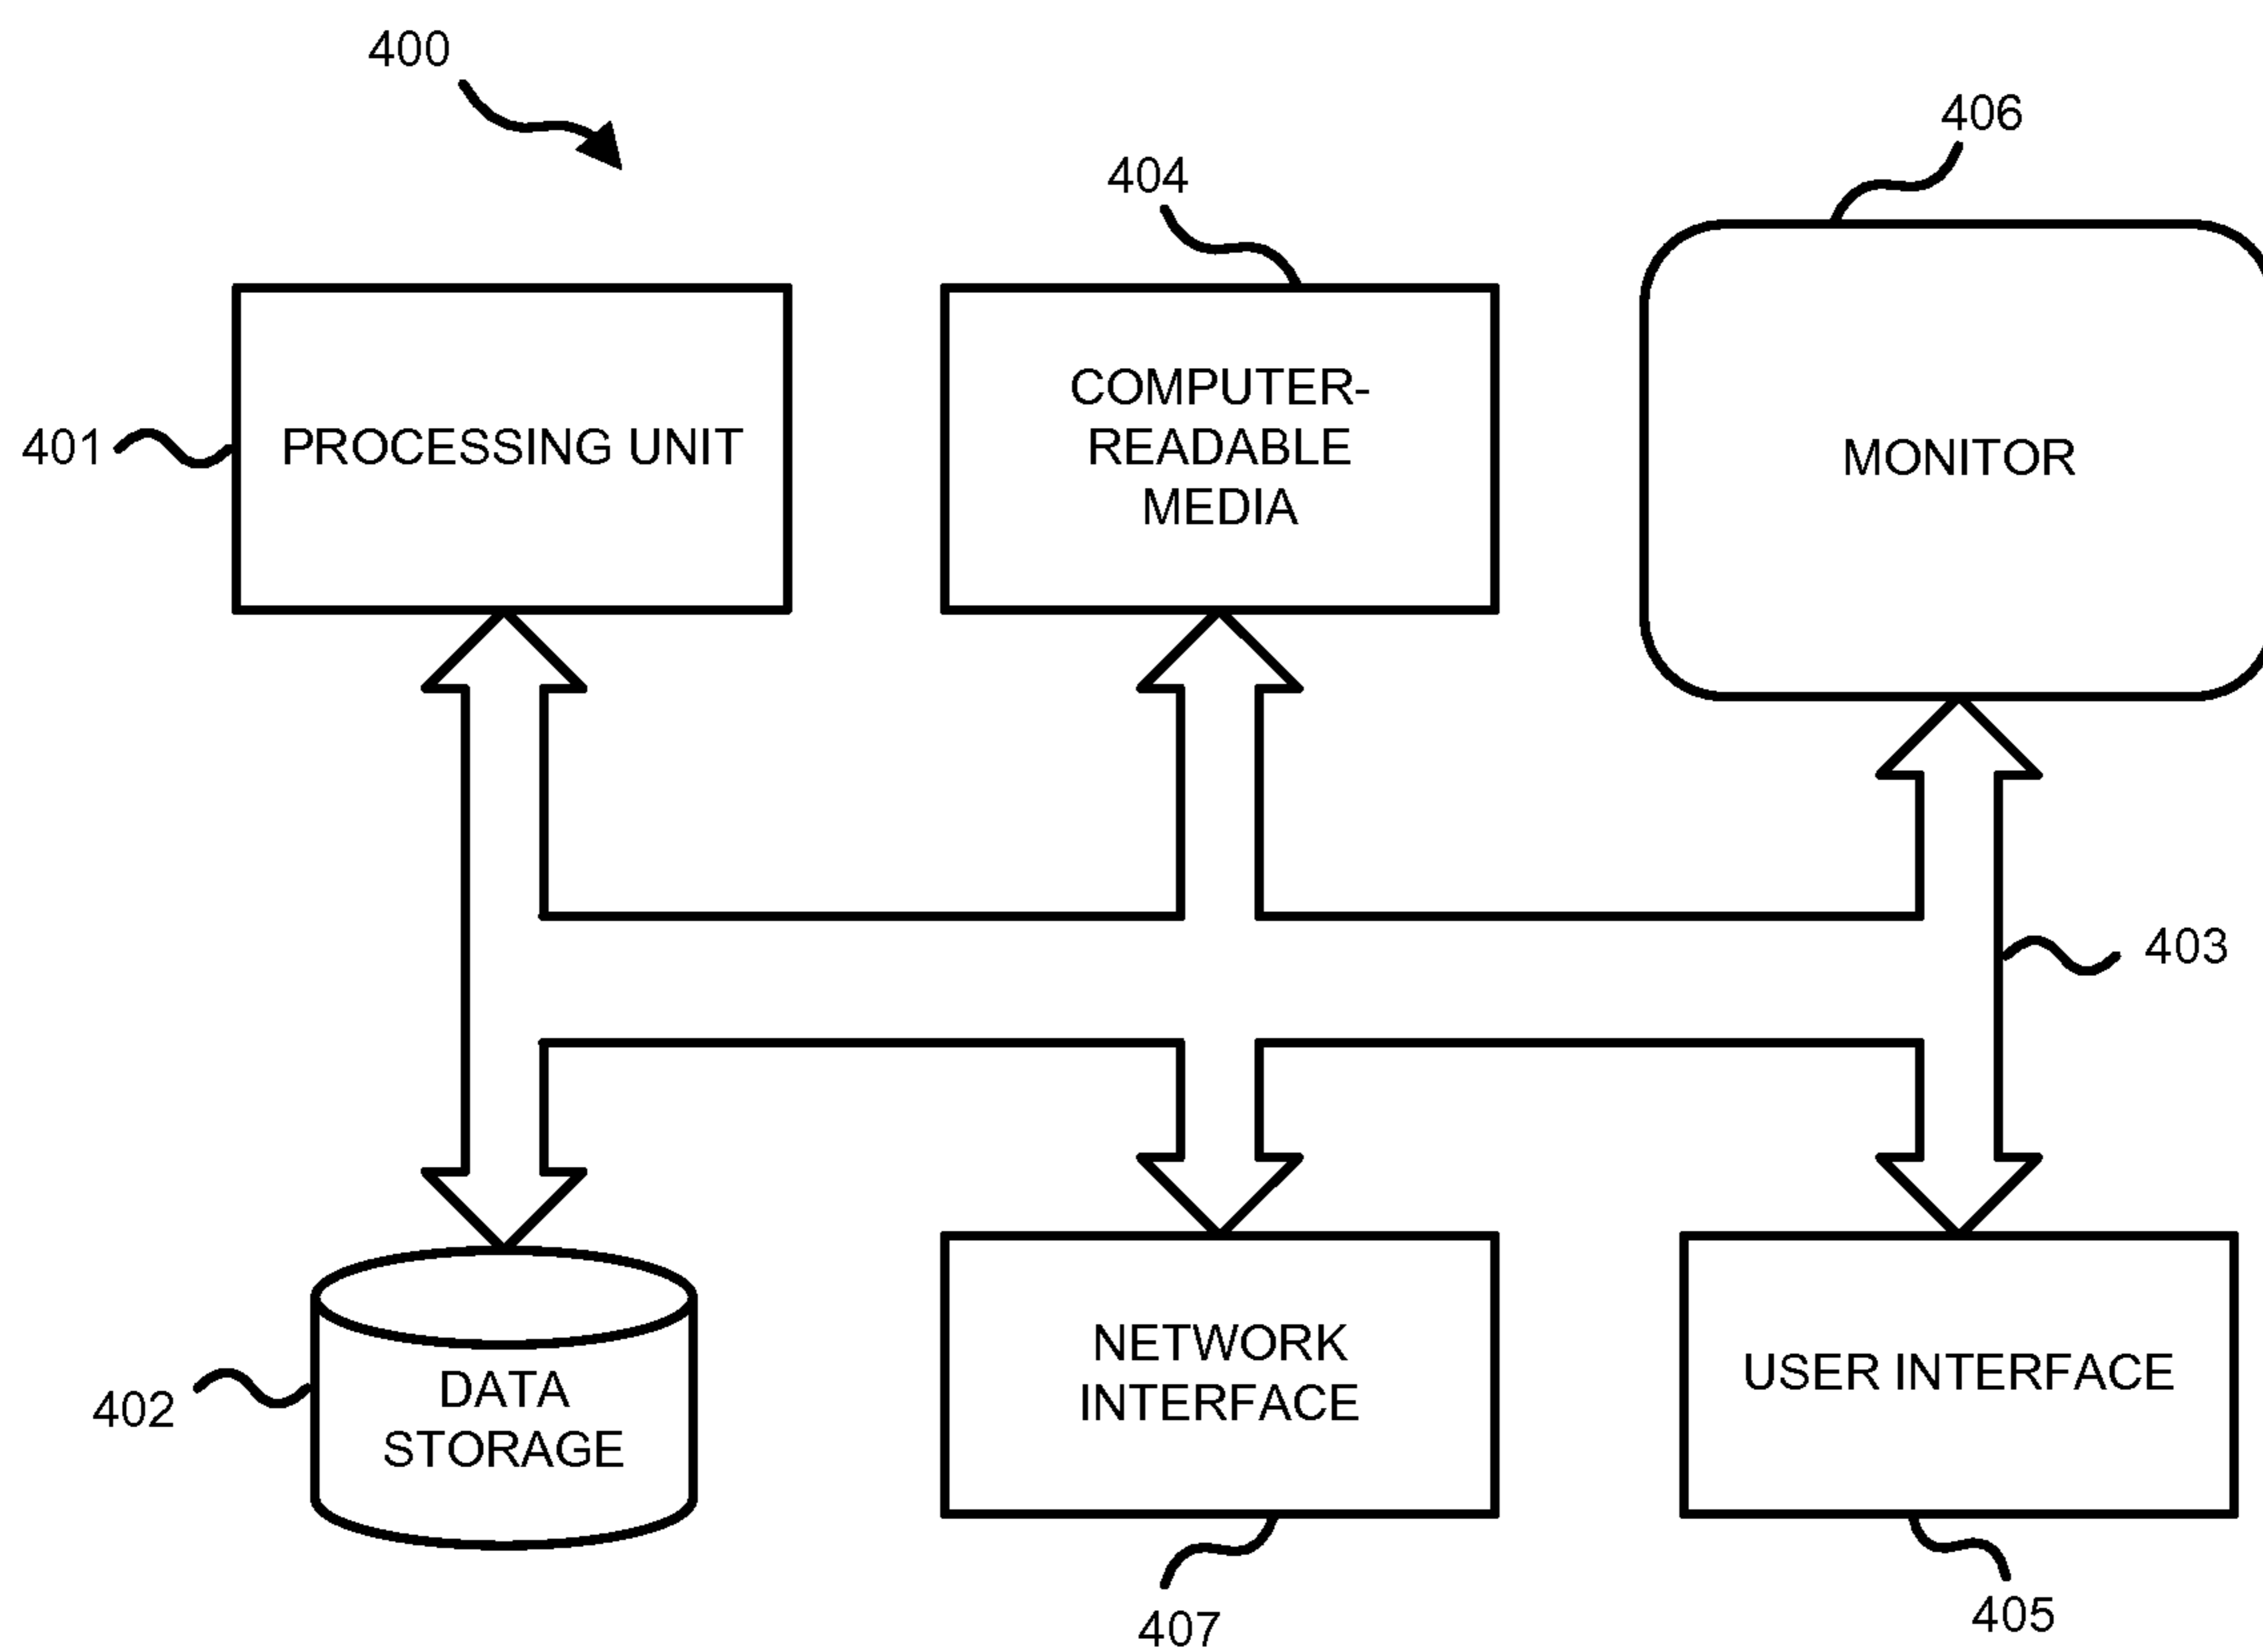 400
406
404
COMPUTER-
READABLE
MEDIA
401
PROCESSING UNIT
MONITOR
403
402
DATA
STORAGE
NETWORK
INTERFACE
USER INTERFACE
407
405